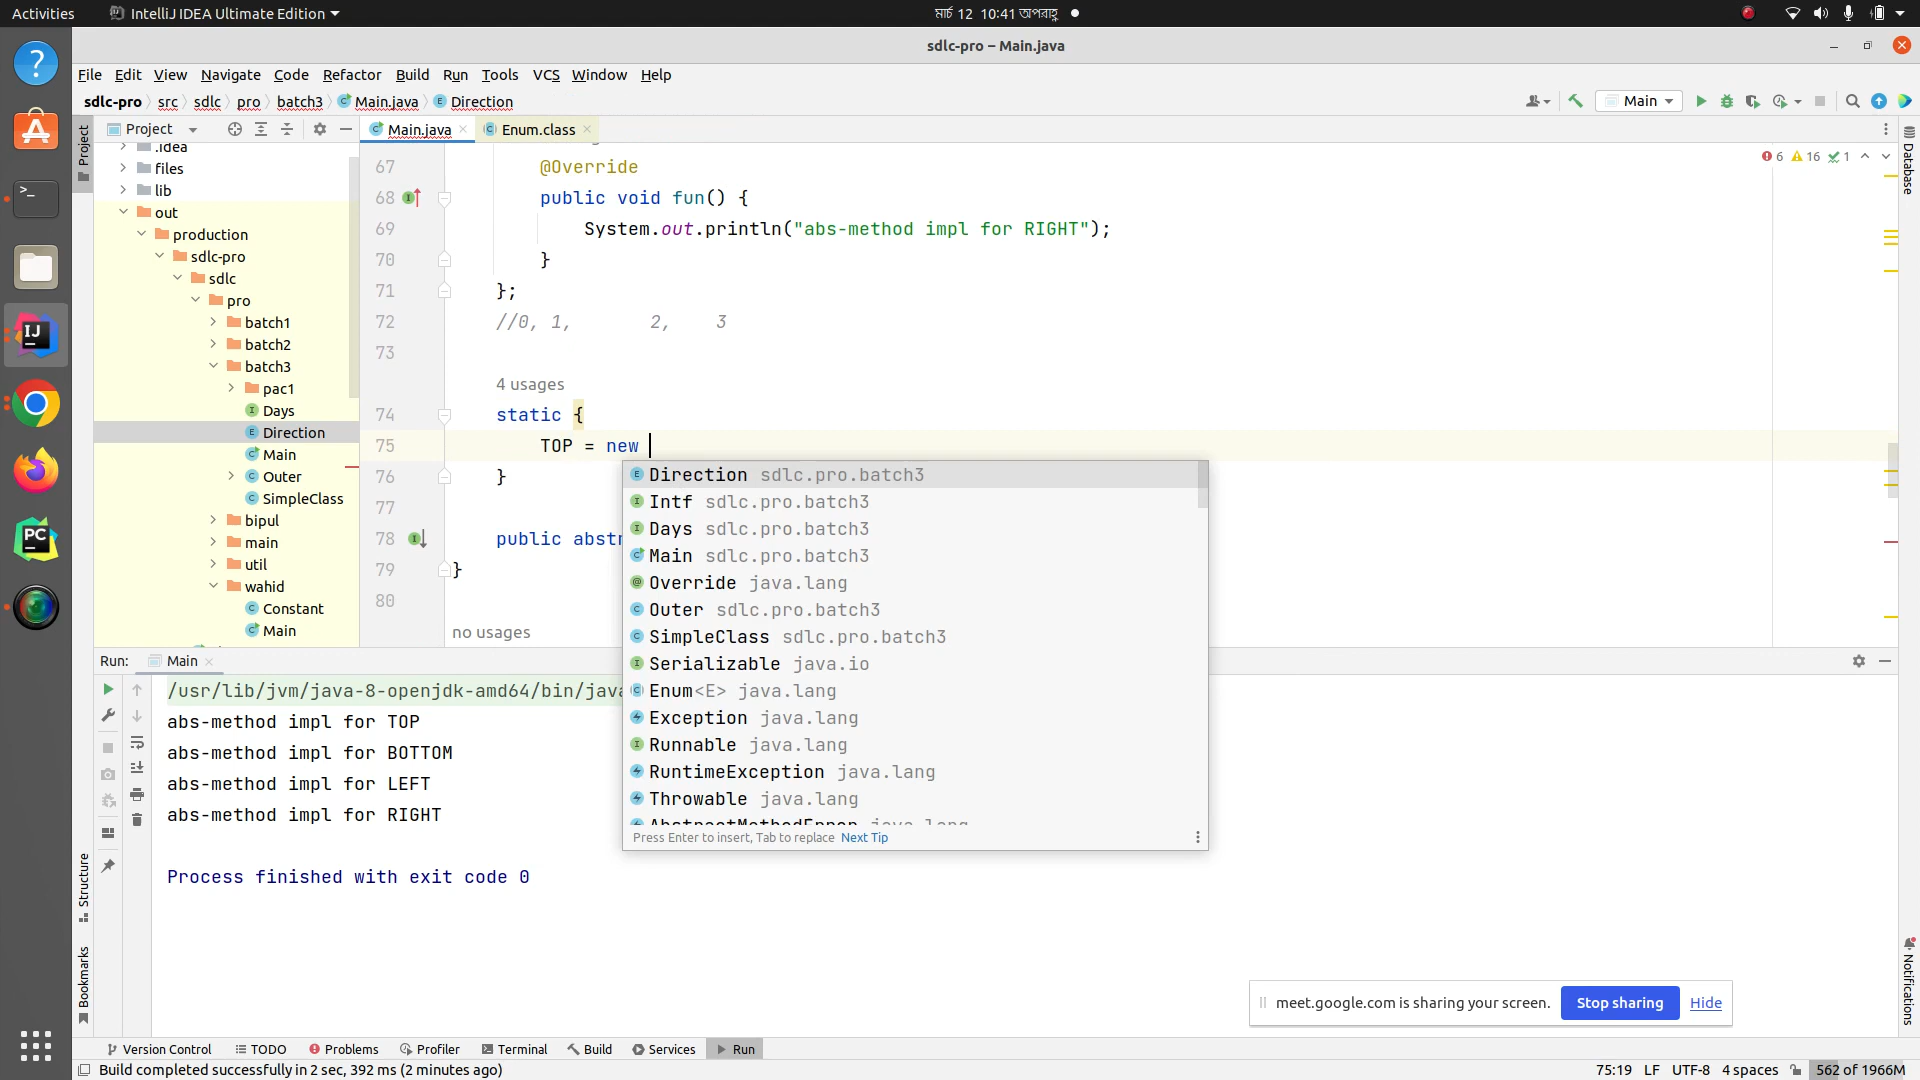 Activities
IntelliJ IDEA Ultimate Edition
মার্চ 12 10:41 অপরাহ্ণ
sdlc-pro – Main.java
File Edit View Navigate Code Refactor Build Run Tools VCS Window Help
sdlc-pro src sdlc pro batch3 Main.java Direction
Main
Project
Main.java
Enum.class
6 16 1
Project
Database
.idea
files
lib
out
production
sdlc-pro
sdlc
pro
batch1
batch2
batch3
pac1
Days
Direction
Main
Outer
SimpleClass
bipul
main
util
wahid
Constant
Main
67 @Override
68 public void fun() {
69 System.out.println("abs-method impl for RIGHT");
70 }
71 };
72 //0, 1, 2, 3
73
4 usages
74 static {
75 TOP = new
76 }
77
78 public abstr
79 }
80
no usages
Direction sdlc.pro.batch3
Intf sdlc.pro.batch3
Days sdlc.pro.batch3
Main sdlc.pro.batch3
Override java.lang
Outer sdlc.pro.batch3
SimpleClass sdlc.pro.batch3
Serializable java.io
Enum<E> java.lang
Exception java.lang
Runnable java.lang
RuntimeException java.lang
Throwable java.lang
AbstractMethodError java.lang
Press Enter to insert, Tab to replace Next Tip
Run: Main
/usr/lib/jvm/java-8-openjdk-amd64/bin/java
abs-method impl for TOP
abs-method impl for BOTTOM
abs-method impl for LEFT
abs-method impl for RIGHT
Process finished with exit code 0
Structure
Bookmarks
Notifications
meet.google.com is sharing your screen. Stop sharing Hide
Version Control TODO Problems Profiler Terminal Build Services Run
Build completed successfully in 2 sec, 392 ms (2 minutes ago)
75:19 LF UTF-8 4 spaces 562 of 1966M